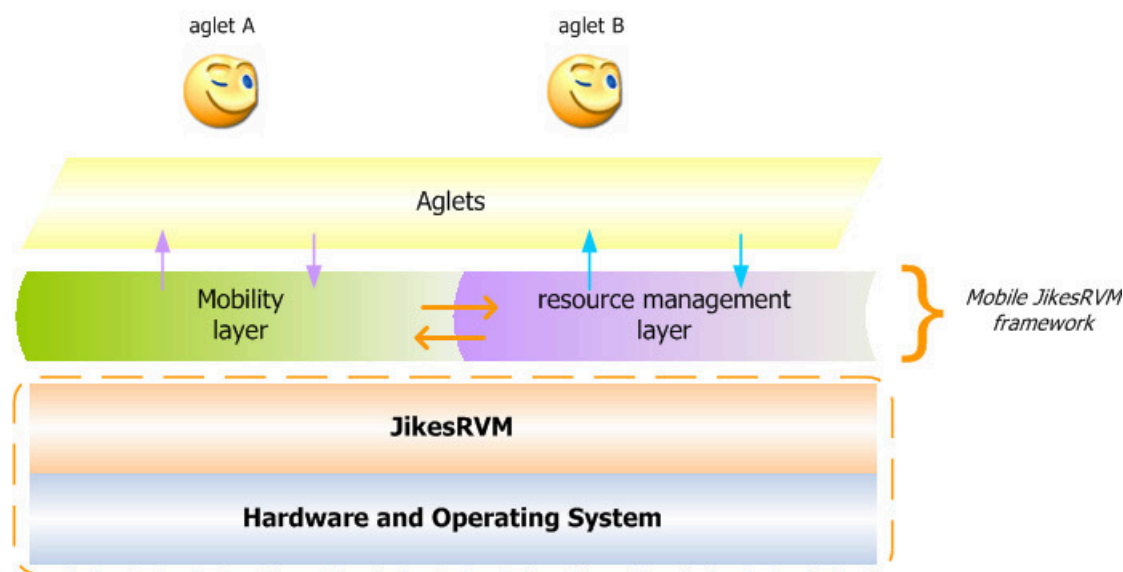 aglet A
aglet B
Aglets
Mobility
layer
resource management
layer
Mobile JikesRVM
framework
JikesRVM
Hardware and Operating System